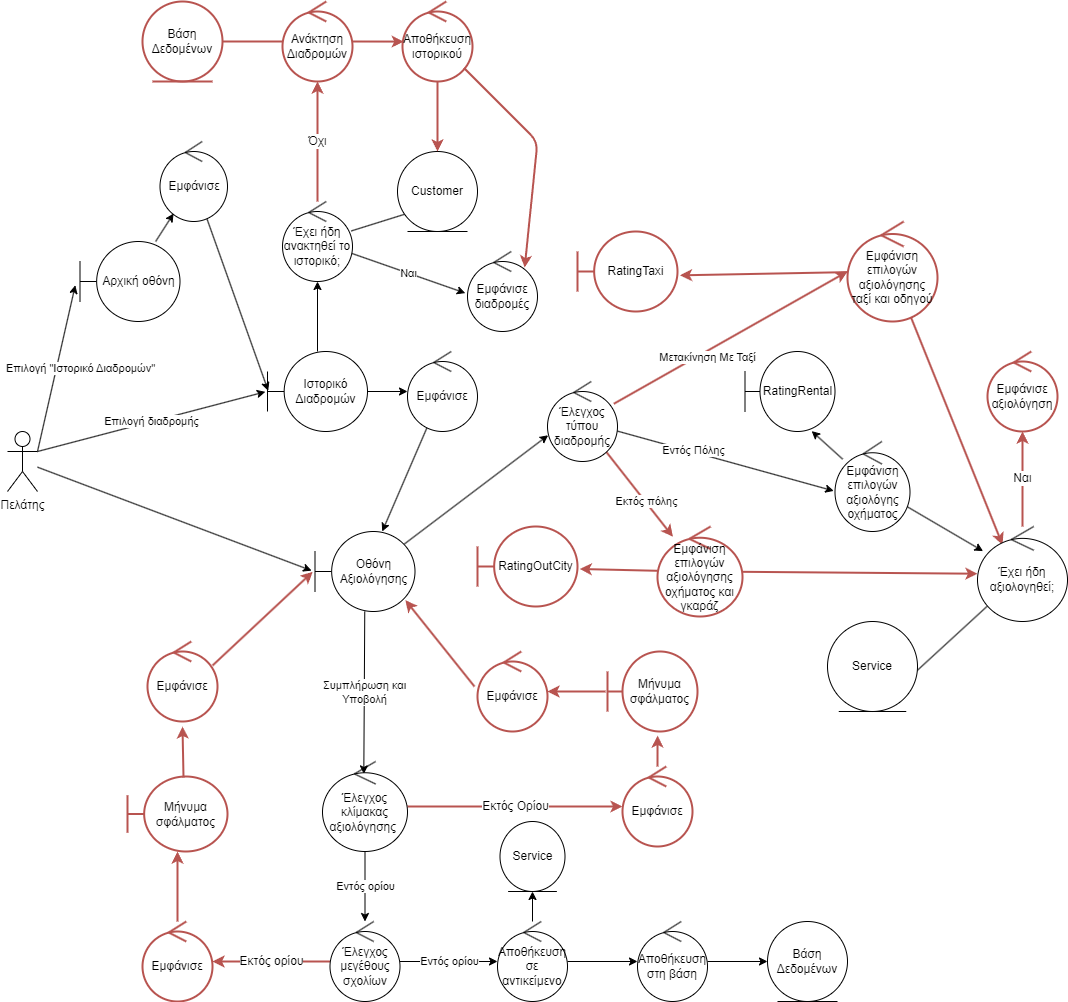 Βάση
Δεδομένων
Ανάκτηση
Διαδρομών
Αποθήκευση
ιστορικού
Όχι
Εμφάνισε
Customer
Έχει ήδη
ανακτηθεί το
ιστορικό;
Ναι
Εμφάνισε
διαδρομές
Αρχική οθόνη
RatingTaxi
Εμφάνιση
επιλογών
αξιολόγησης
ταξί και οδηγού
Επιλογή "Ιστορικό Διαδρομών"
Ιστορικό
Διαδρομών
Εμφάνισε
Μετακίνηση Με Ταξί
RatingRental
Εμφάνισε
αξιολόγηση
Επιλογή διαδρομής
Έλεγχος
τύπου
διαδρομής
Εντός Πόλης
Ναι
Πελάτης
Εκτός πόλης
Εμφάνιση
επιλογών
αξιολόγης
οχήματος
Οθόνη
Αξιολόγησης
RatingOutCity
Εμφάνιση
επιλογών
αξιολόγησης
οχήματος και
γκαράζ
Έχει ήδη
αξιολογηθεί;
Service
Εμφάνισε
Συμπλήρωση και
Υποβολή
Εμφάνισε
Μήνυμα
σφάλματος
Μήνυμα
σφάλματος
Έλεγχος
κλίμακας
αξιολόγησης
Εκτός Ορίου
Εμφάνισε
Service
Εντός ορίου
Εμφάνισε
Εκτός ορίου
Έλεγχος
μεγέθους
σχολίων
Εντός ορίου
Αποθήκευση
σε
αντικείμενο
Αποθήκευση
στη βάση
Βάση
Δεδομένων